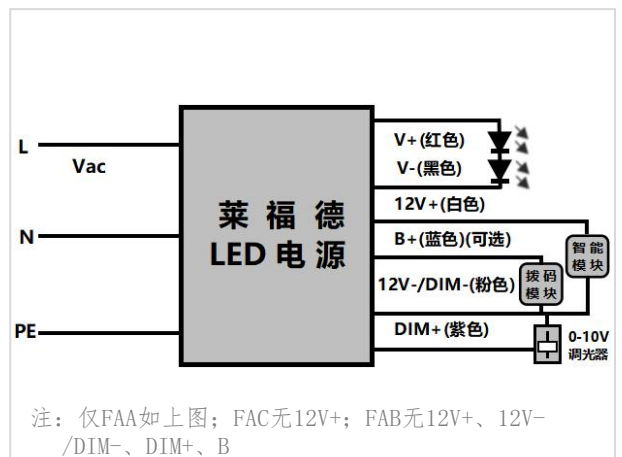 L
Vac
N
PE
莱福德
LED 电源
V+(红色)
V-(黑色)
12V+(白色)
B+(蓝色)(可选)
12V-/DIM-(粉色)
DIM+(紫色)
智能
模块
拨码
模块
0-10V
调光器
注：仅FAA如上图；FAC无12V+；FAB无12V+、12V-
/DIM-、DIM+、B